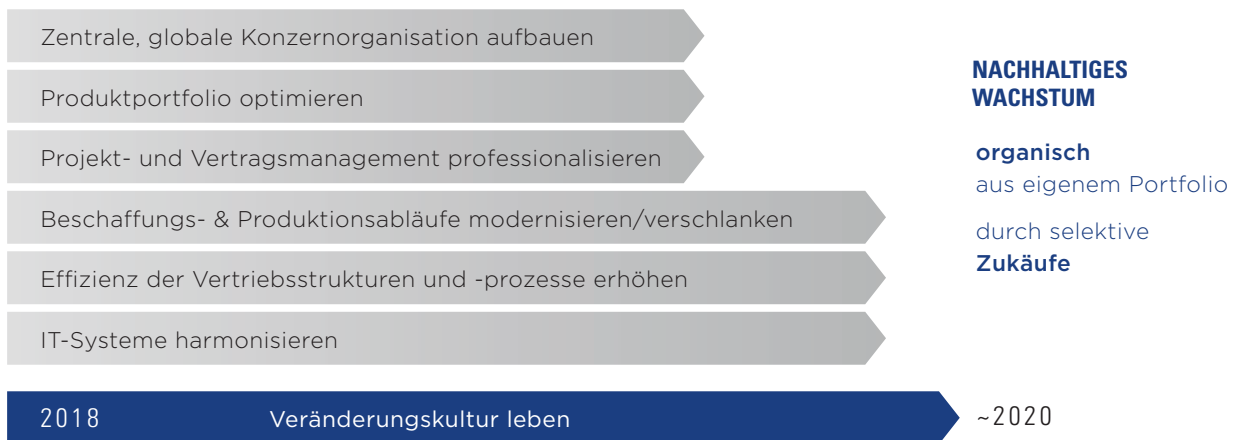 Zentrale, globale Konzernorganisation aufbauen
Produktportfolio optimieren
Projekt- und Vertragsmanagement professionalisieren
Beschaffungs- & Produktionsabläufe modernisieren/verschlanken
Effizienz der Vertriebsstrukturen und -prozesse erhöhen
IT-Systeme harmonisieren
2018 Veränderungskultur leben ~2020
NACHHALTIGES
WACHSTUM
organisch
aus eigenem Portfolio
durch selektive
Zukäufe